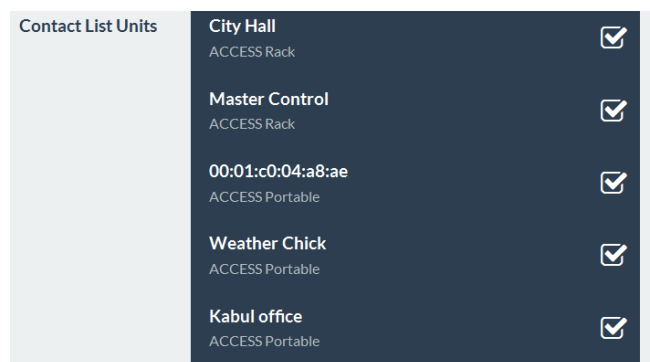 Contact List Units
City Hall
ACCESS Rack
Master Control
ACCESS Rack
00:01:c0:04:a8:ae
ACCESS Portable
Weather Chick
ACCESS Portable
Kabul office
ACCESS Portable